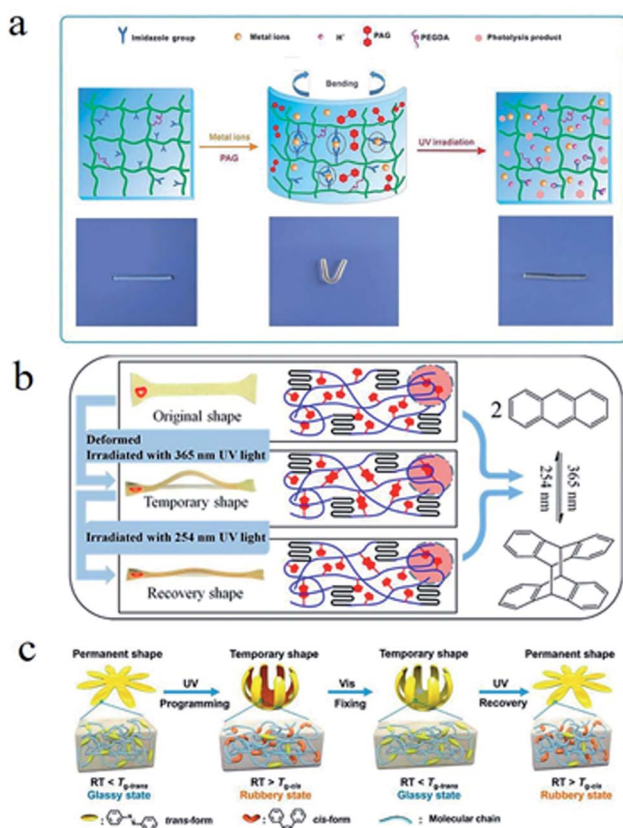 a
Imidazole group Metal ions H⁺ PAG PEGDA Photolysis product
Bending
Metal ions
PAG
UV irradiation
b
Original shape
Deformed
Irradiated with 365 nm UV light
Temporary shape
Irradiated with 254 nm UV light
Recovery shape
2
365 nm
254 nm
c
Permanent shape Temporary shape Temporary shape Permanent shape
UV Vis UV
Programming Fixing Recovery
RT < Tg-trans RT > Tg-cis RT < Tg-trans RT > Tg-cis
Glassy state Rubbery state Glassy state Rubbery state
: trans-form : cis-form : Molecular chain